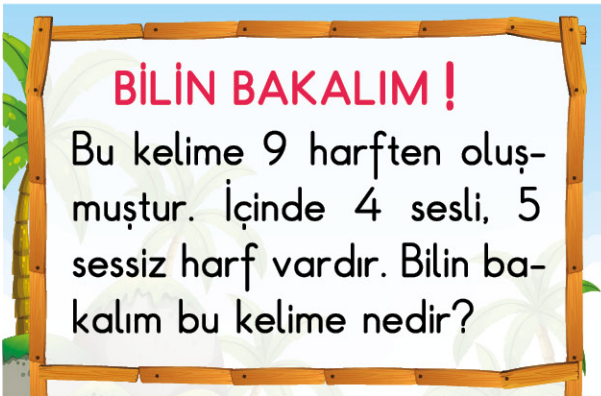 BİLİN BAKALIM !
Bu kelime 9 harften oluş-
muştur. İçinde 4 sesli, 5
sessiz harf vardır. Bilin ba-
kalım bu kelime nedir?